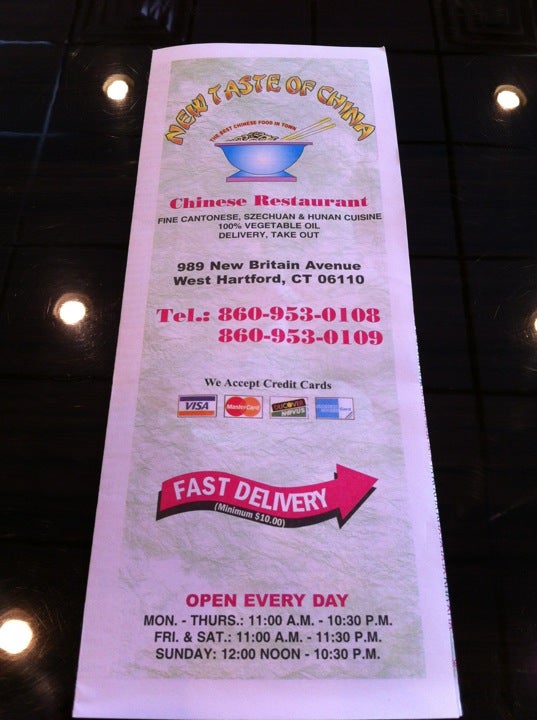 NEW TASTE OF CHINA
THE BEST CHINESE FOOD IN TOWN
Chinese Restaurant
FINE CANTONESE, SZECHUAN & HUNAN CUISINE
100% VEGETABLE OIL
DELIVERY, TAKE OUT
989 New Britain Avenue
West Hartford, CT 06110
Tel.: 860-953-0108
860-953-0109
We Accept Credit Cards
VISA MasterCard DISCOVER NOVUS
FAST DELIVERY
(Minimum $10.00)
OPEN EVERY DAY
MON. - THURS.: 11:00 A.M. - 10:30 P.M.
FRI. & SAT.: 11:00 A.M. - 11:30 P.M.
SUNDAY: 12:00 NOON - 10:30 P.M.